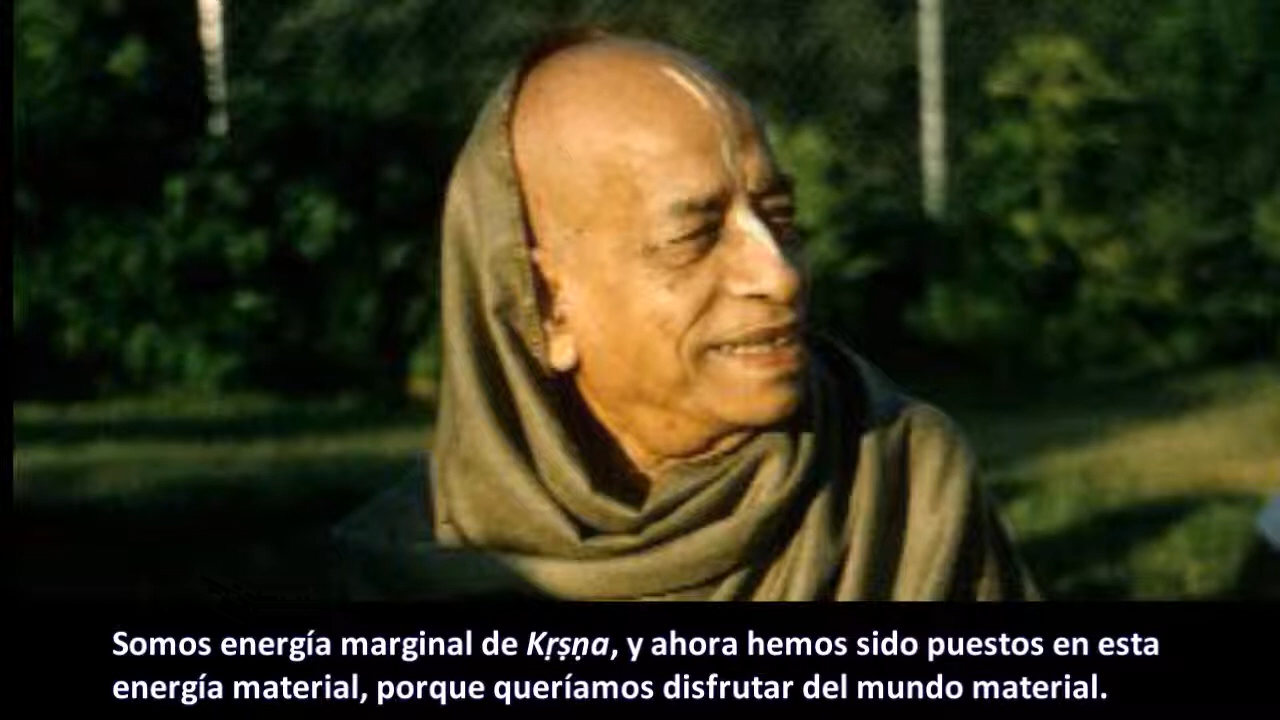 Somos energía marginal de Kṛṣṇa, y ahora hemos sido puestos en esta
energía material, porque queríamos disfrutar del mundo material.